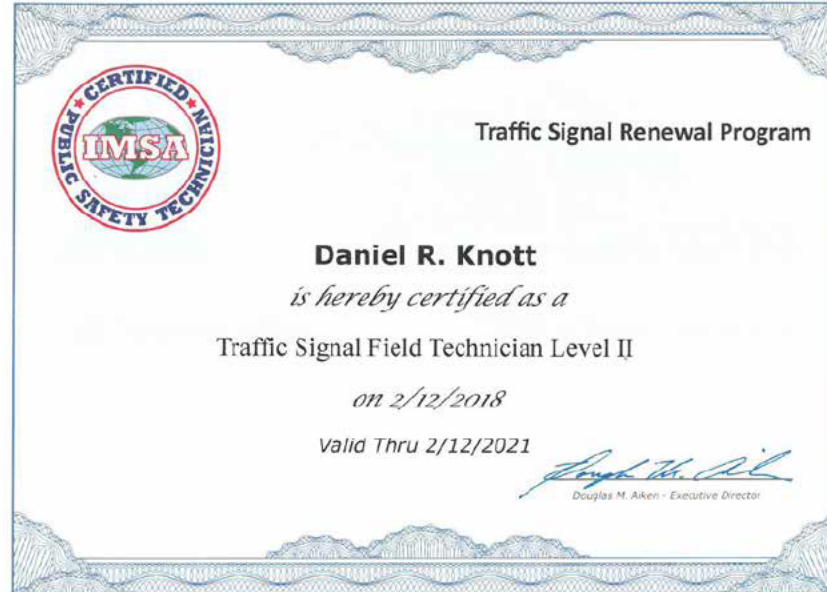 CERTIFIED
PUBLIC SAFETY TECHNICIAN
IMSA
Traffic Signal Renewal Program
Daniel R. Knott
is hereby certified as a
Traffic Signal Field Technician Level II
on 2/12/2018
Valid Thru 2/12/2021
Douglas M. Aiken - Executive Director